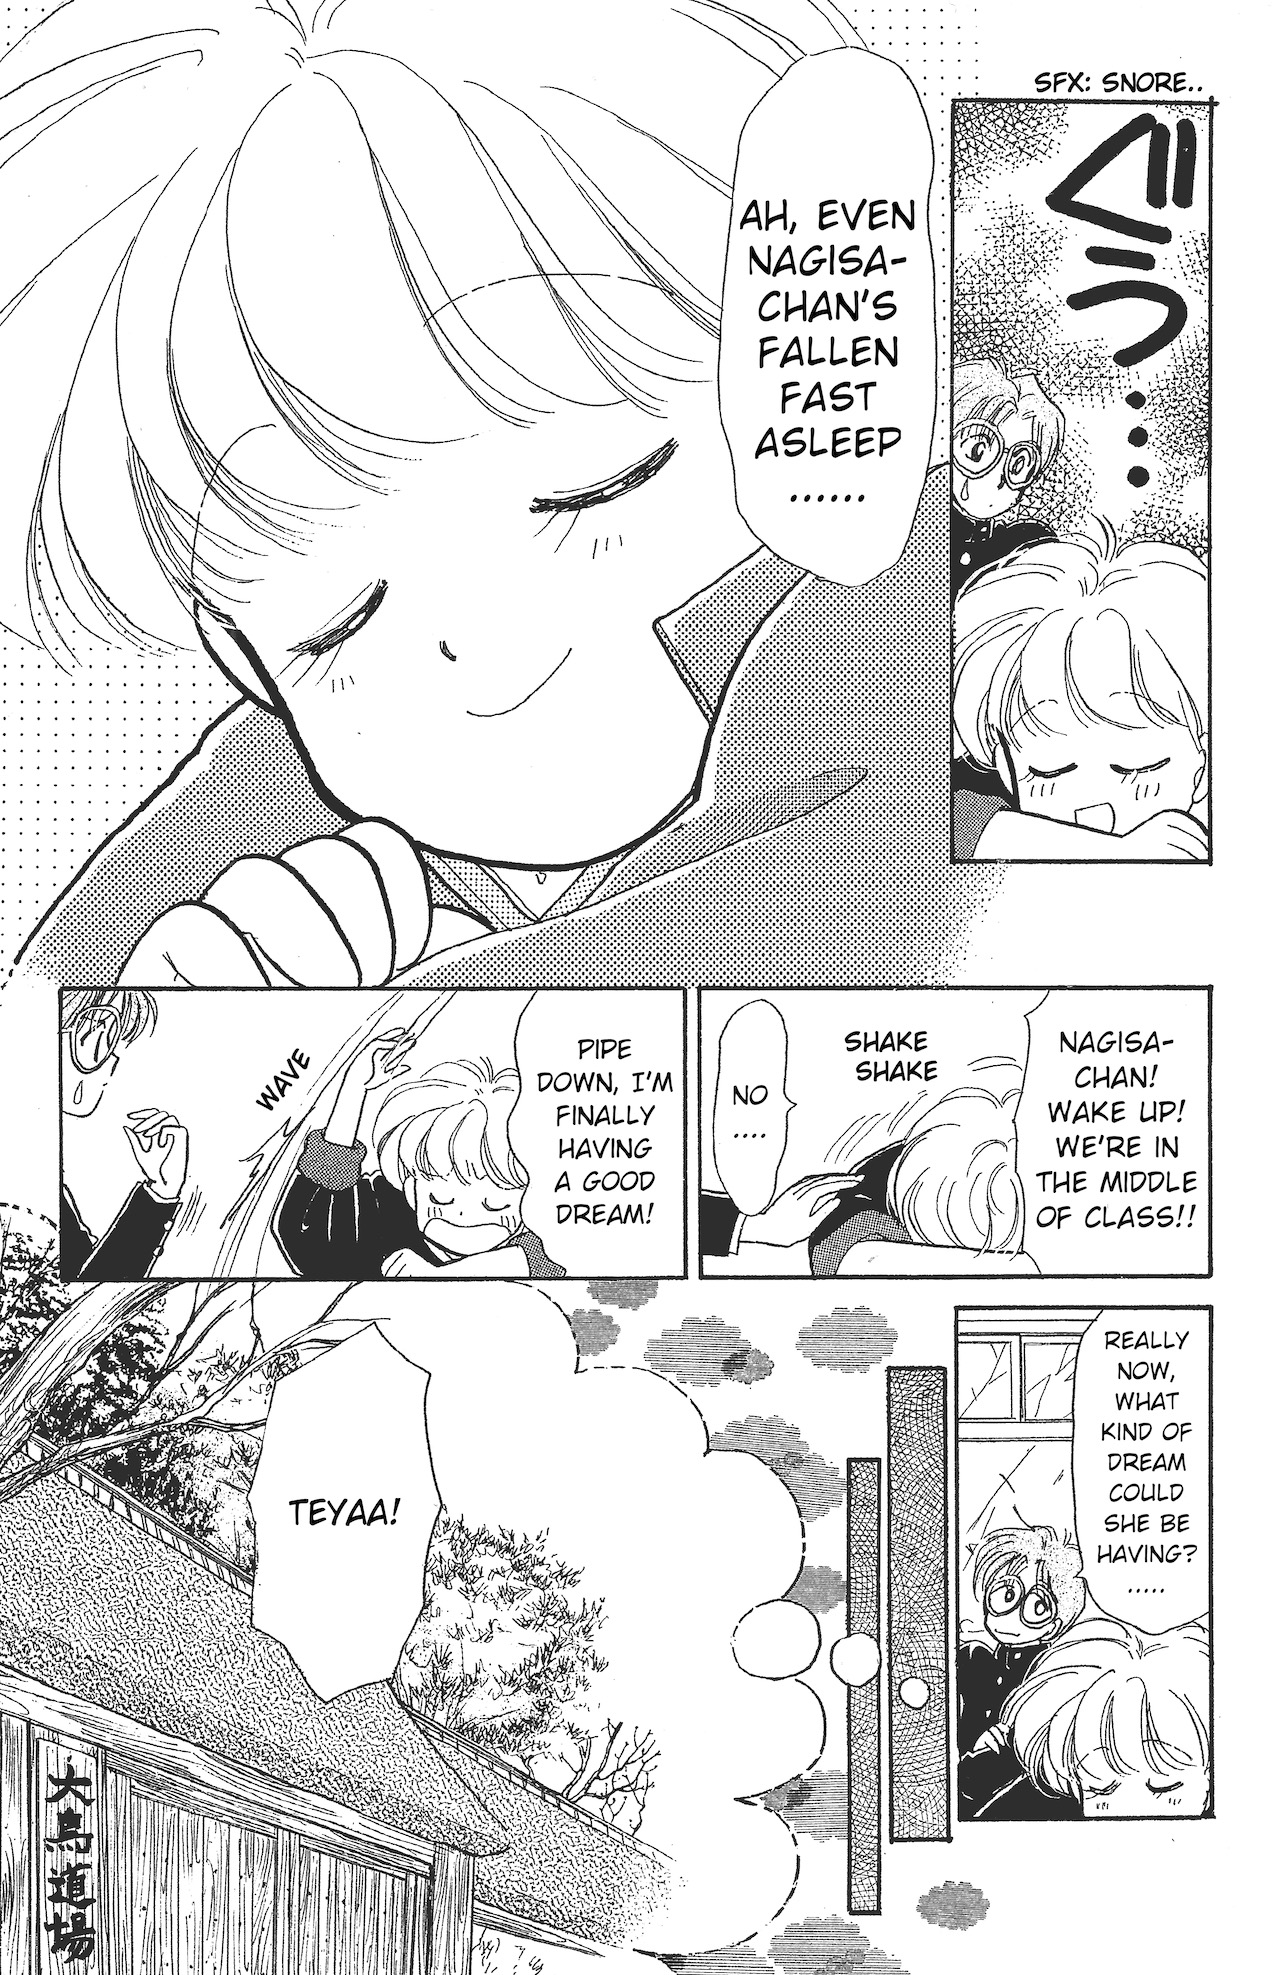 SFX: SNORE..
ぐう…
AH, EVEN
NAGISA-
CHAN'S
FALLEN
FAST
ASLEEP
......
NAGISA-
CHAN!
WAKE UP!
WE'RE IN
THE MIDDLE
OF CLASS!!
SHAKE
SHAKE
NO
....
PIPE
DOWN, I'M
FINALLY
HAVING
A GOOD
DREAM!
WAVE
REALLY
NOW,
WHAT
KIND OF
DREAM
COULD
SHE BE
HAVING?
.....
TEYAA!
大鳥道場